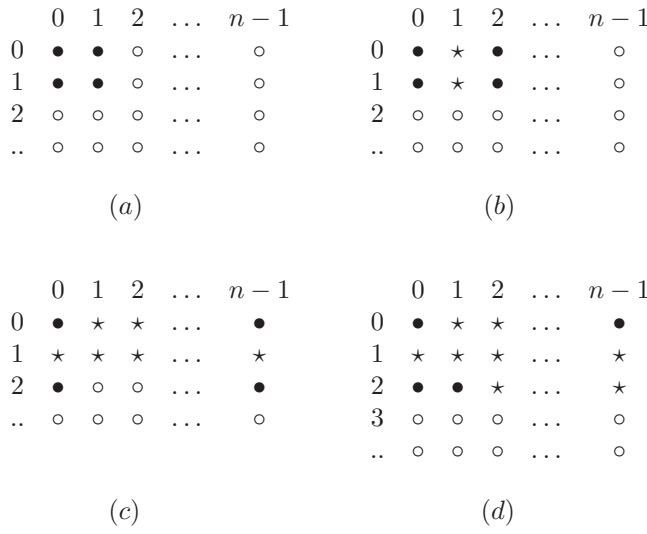 0 1 2 … n − 1
0 • • ∘ … ∘
1 • • ∘ … ∘
2 ∘ ∘ ∘ … ∘
.. ∘ ∘ ∘ … ∘
(a)
0 1 2 … n − 1
0 • ⋆ • … ∘
1 • ⋆ • … ∘
2 ∘ ∘ ∘ … ∘
.. ∘ ∘ ∘ … ∘
(b)
0 1 2 … n − 1
0 • ⋆ ⋆ … •
1 ⋆ ⋆ ⋆ … ⋆
2 • ∘ ∘ … •
.. ∘ ∘ ∘ … ∘
(c)
0 1 2 … n − 1
0 • ⋆ ⋆ … •
1 ⋆ ⋆ ⋆ … ⋆
2 • • ⋆ … ⋆
3 ∘ ∘ ∘ … ∘
.. ∘ ∘ ∘ … ∘
(d)